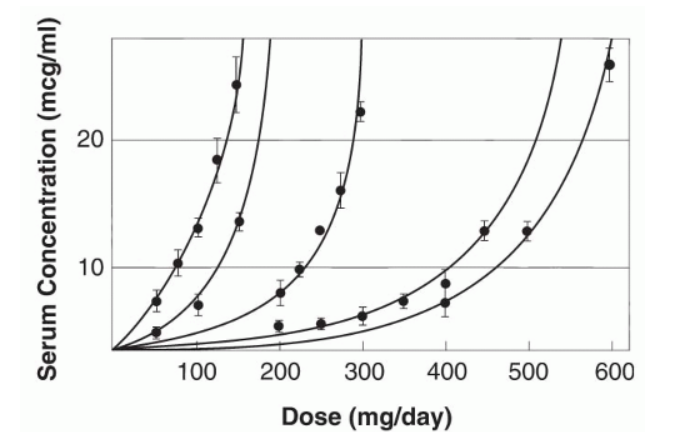 Serum Concentration (mcg/ml)
20
10
100 200 300 400 500 600
Dose (mg/day)